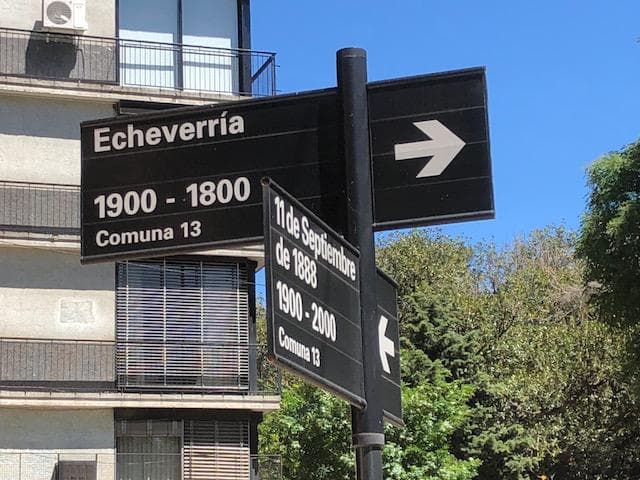 Echeverría
1900 - 1800
Comuna 13
11 de Septiembre
de 1888
1900 - 2000
Comuna 13